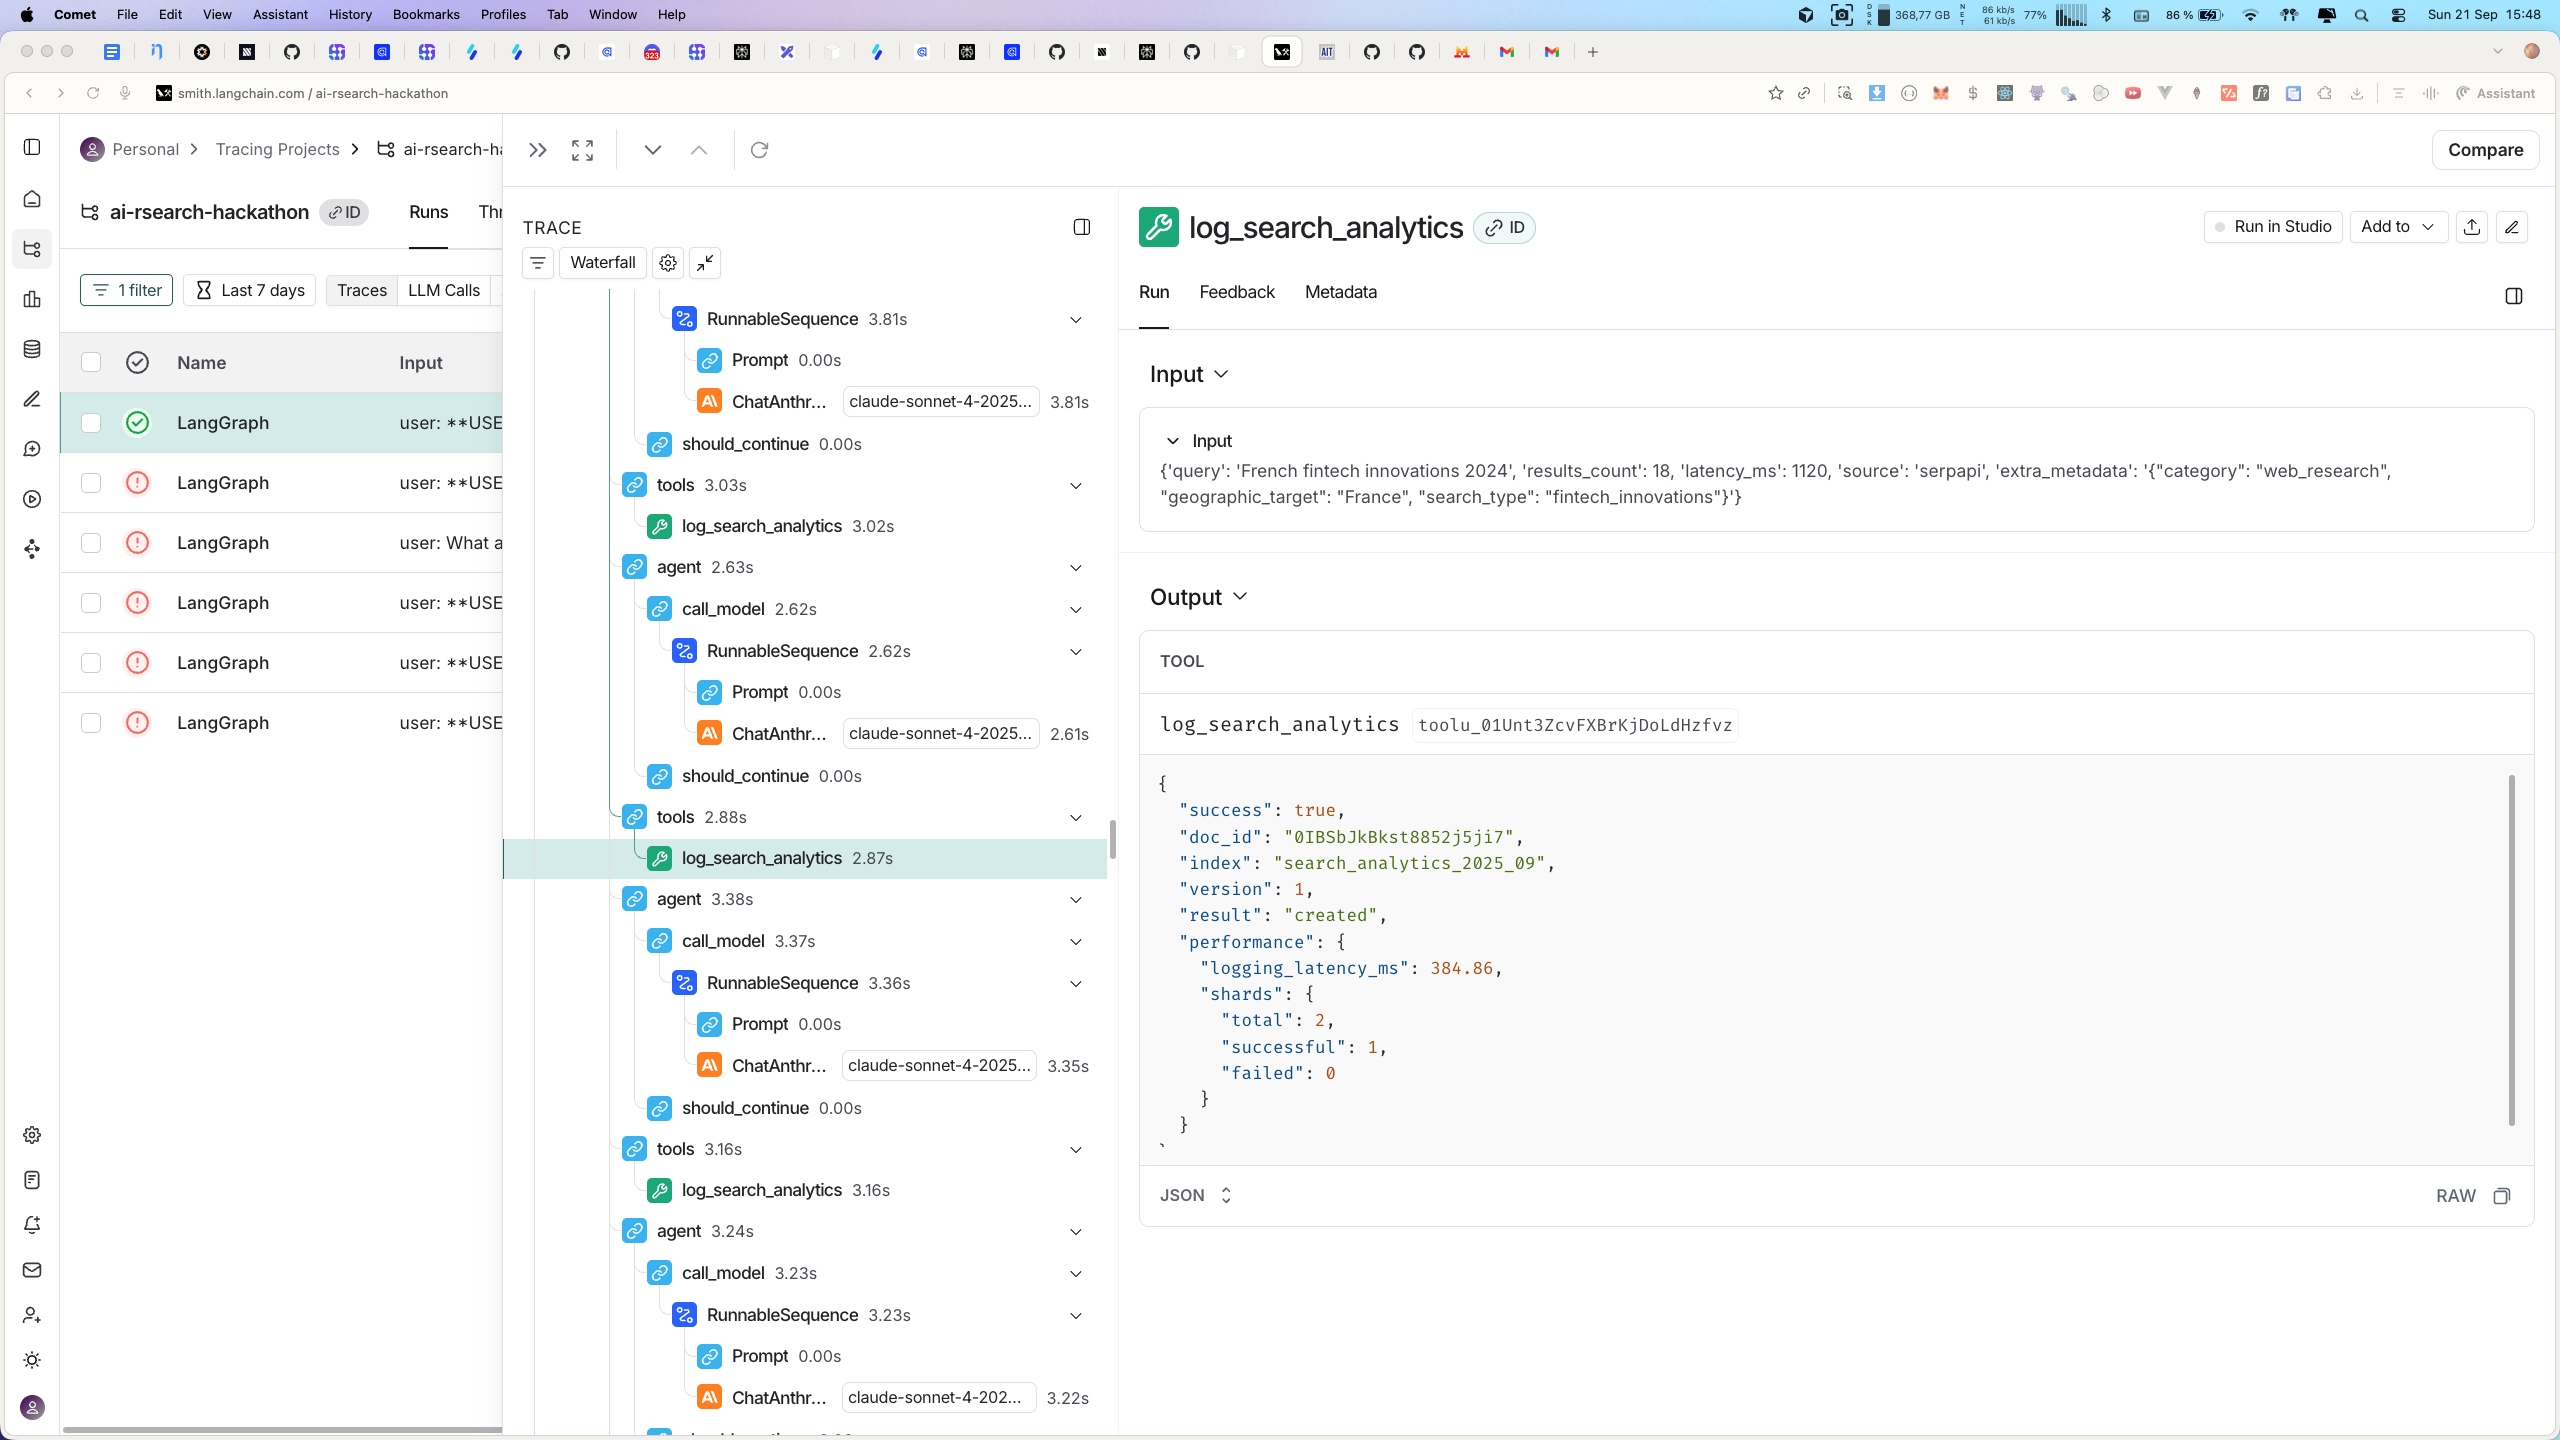 Comet File Edit View Assistant History Bookmarks Profiles Tab Window Help
DSK 368,77 GB NET 86 kb/s 61 kb/s 77% 86 % Sun 21 Sep 15:48
323 AIT
smith.langchain.com / ai-rsearch-hackathon
Assistant
Personal Tracing Projects ai-rsearch-ha
Compare
ai-rsearch-hackathon ID Runs Thr
TRACE
log_search_analytics ID
Run in Studio Add to
Waterfall
1 filter Last 7 days Traces LLM Calls
Run Feedback Metadata
Name Input
LangGraph user: **USE
LangGraph user: **USE
LangGraph user: What a
LangGraph user: **USE
LangGraph user: **USE
LangGraph user: **USE
RunnableSequence 3.81s
Prompt 0.00s
ChatAnthr... claude-sonnet-4-2025... 3.81s
should_continue 0.00s
tools 3.03s
log_search_analytics 3.02s
agent 2.63s
call_model 2.62s
RunnableSequence 2.62s
Prompt 0.00s
ChatAnthr... claude-sonnet-4-2025... 2.61s
should_continue 0.00s
tools 2.88s
log_search_analytics 2.87s
agent 3.38s
call_model 3.37s
RunnableSequence 3.36s
Prompt 0.00s
ChatAnthr... claude-sonnet-4-2025... 3.35s
should_continue 0.00s
tools 3.16s
log_search_analytics 3.16s
agent 3.24s
call_model 3.23s
RunnableSequence 3.23s
Prompt 0.00s
ChatAnthr... claude-sonnet-4-202... 3.22s
Input
Input
{'query': 'French fintech innovations 2024', 'results_count': 18, 'latency_ms': 1120, 'source': 'serpapi', 'extra_metadata': '{"category": "web_research",
"geographic_target": "France", "search_type": "fintech_innovations"}'}
Output
TOOL
log_search_analytics toolu_01Unt3ZcvFXBrKjDoLdHzfvz
{
"success": true,
"doc_id": "0IBSbJkBkst8852j5ji7",
"index": "search_analytics_2025_09",
"version": 1,
"result": "created",
"performance": {
"logging_latency_ms": 384.86,
"shards": {
"total": 2,
"successful": 1,
"failed": 0
}
}
JSON RAW